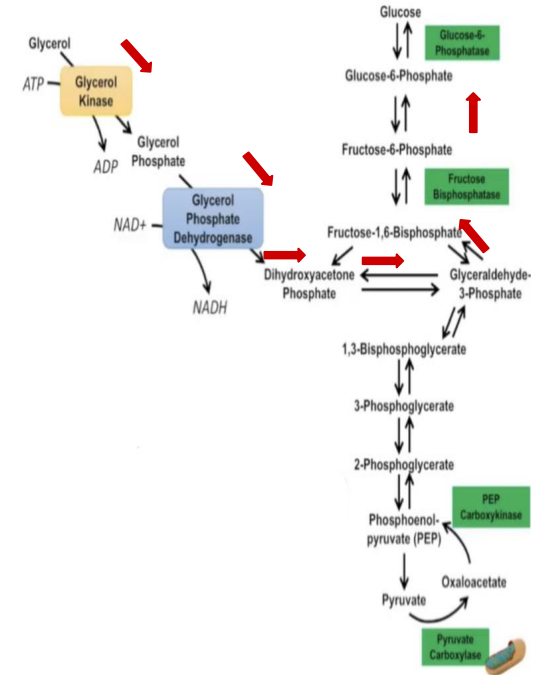 Glucose
Glucose-6-
Phosphatase
Glucose-6-Phosphate
Glycerol
ATP
Glycerol
Kinase
ADP
Glycerol
Phosphate
Fructose-6-Phosphate
Fructose
Bisphosphatase
NAD+
Glycerol
Phosphate
Dehydrogenase
NADH
Fructose-1,6-Bisphosphate
Dihydroxyacetone
Phosphate
Glyceraldehyde-
3-Phosphate
1,3-Bisphosphoglycerate
3-Phosphoglycerate
2-Phosphoglycerate
Phosphoenol-
pyruvate (PEP)
PEP
Carboxykinase
Oxaloacetate
Pyruvate
Pyruvate
Carboxylase